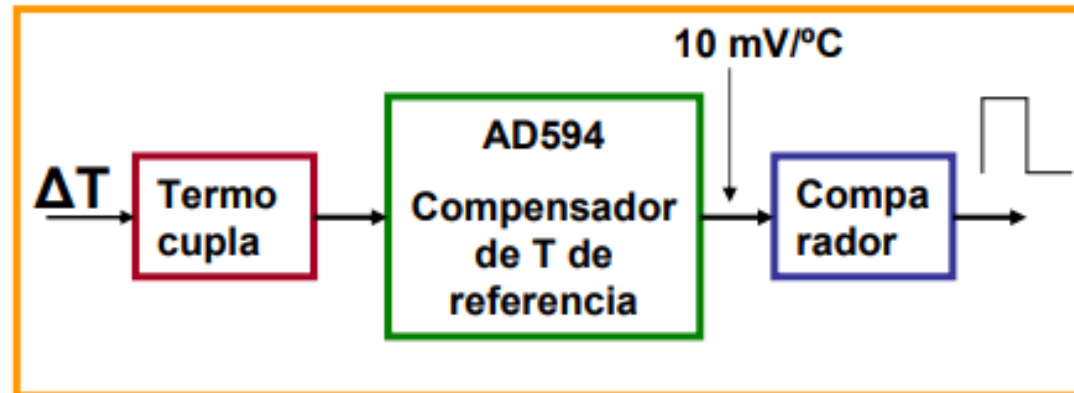 ΔT
Termo
cupla
AD594
Compensador
de T de
referencia
10 mV/ºC
Compa
rador